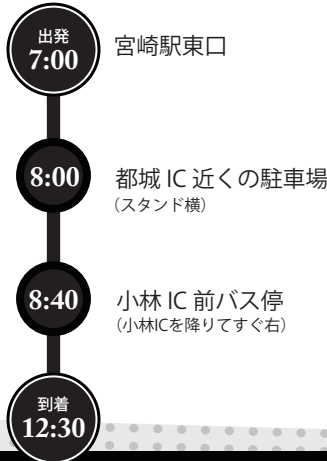 出発
7:00
宮崎駅東口
8:00
都城 IC 近くの駐車場
(スタンド横)
8:40
小林 IC 前バス停
(小林ICを降りてすぐ右)
到着
12:30